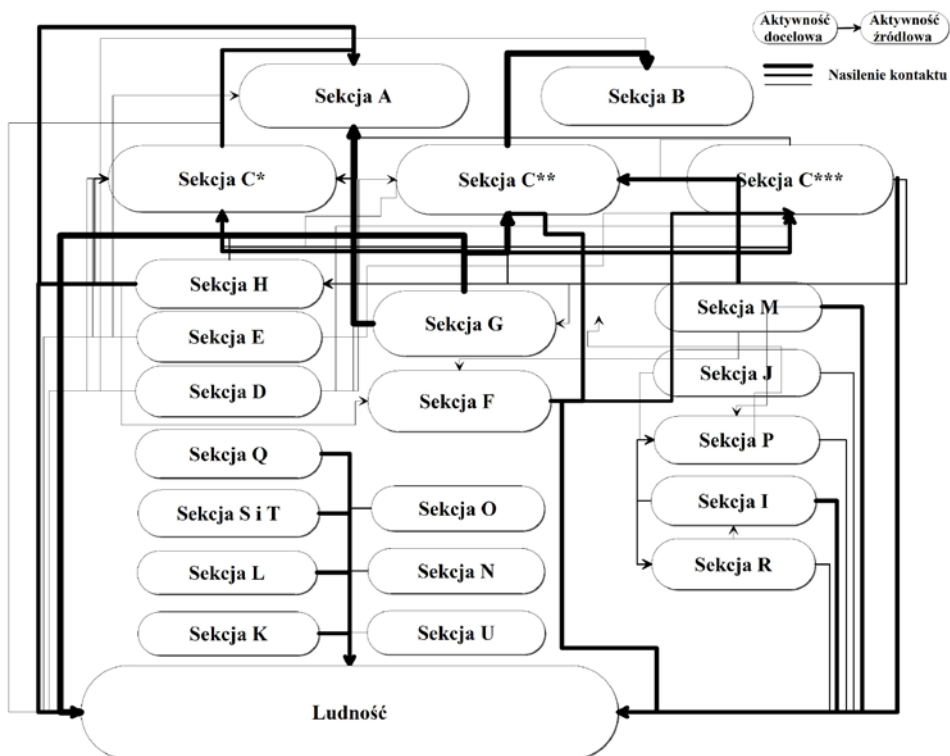 Aktywność
docelowa
Aktywność
źródłowa
Nasilenie kontaktu
Sekcja A
Sekcja B
Sekcja C*
Sekcja C**
Sekcja C***
Sekcja H
Sekcja G
Sekcja M
Sekcja E
Sekcja D
Sekcja F
Sekcja J
Sekcja P
Sekcja Q
Sekcja S i T
Sekcja O
Sekcja I
Sekcja L
Sekcja N
Sekcja R
Sekcja K
Sekcja U
Ludność